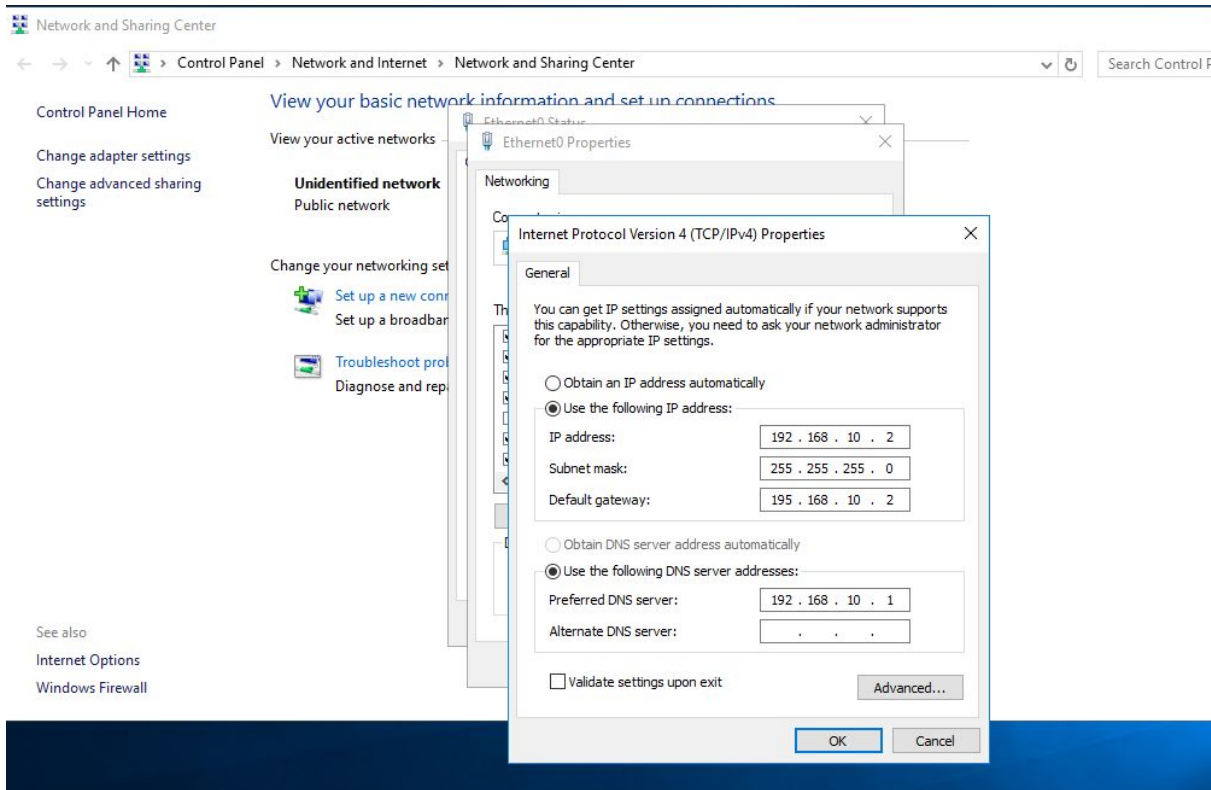 Network and Sharing Center
Control Panel > Network and Internet > Network and Sharing Center
Search Control
Control Panel Home
Change adapter settings
Change advanced sharing
settings
See also
Internet Options
Windows Firewall
View your basic network information and set up connections
View your active networks
Unidentified network
Public network
Change your networking set
Set up a new conn
Set up a broadban
Troubleshoot prob
Diagnose and repa
Ethernet0 Status
Ethernet0 Properties
Networking
Internet Protocol Version 4 (TCP/IPv4) Properties
General
You can get IP settings assigned automatically if your network supports
this capability. Otherwise, you need to ask your network administrator
for the appropriate IP settings.
Obtain an IP address automatically
Use the following IP address:
IP address: 192 . 168 . 10 . 2
Subnet mask: 255 . 255 . 255 . 0
Default gateway: 195 . 168 . 10 . 2
Obtain DNS server address automatically
Use the following DNS server addresses:
Preferred DNS server: 192 . 168 . 10 . 1
Alternate DNS server: . . .
Validate settings upon exit
Advanced...
OK
Cancel